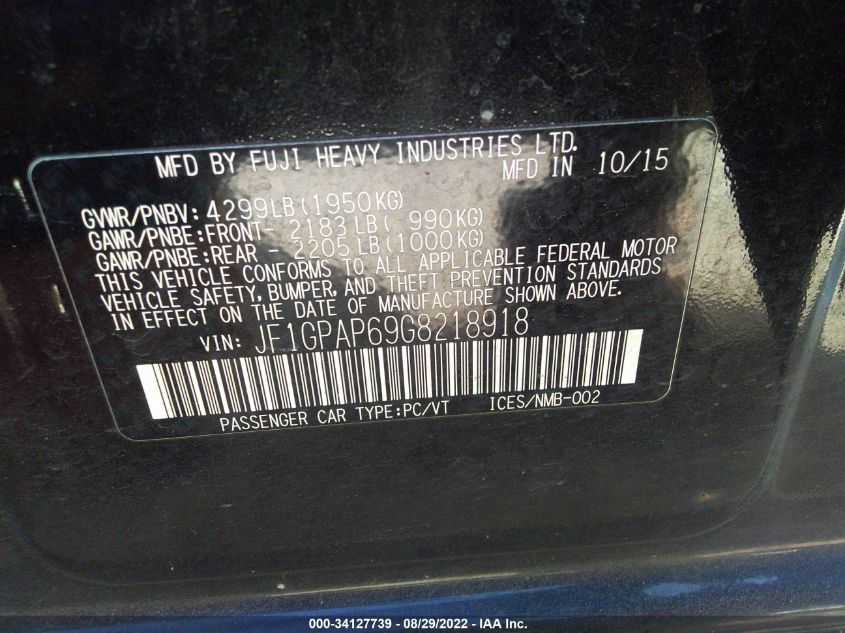 MFD BY FUJI HEAVY INDUSTRIES LTD.
MFD IN 10/15
GVWR/PNBV: 4299LB(1950KG)
GAWR/PNBE:FRONT- 2183LB( 990KG)
GAWR/PNBE:REAR - 2205LB(1000KG)
THIS VEHICLE CONFORMS TO ALL APPLICABLE FEDERAL MOTOR
VEHICLE SAFETY, BUMPER, AND THEFT PREVENTION STANDARDS
IN EFFECT ON THE DATE OF MANUFACTURE SHOWN ABOVE.
VIN: JF1GPAP69G8218918
PASSENGER CAR TYPE:PC/VT ICES/NMB-002
000-34127739 - 08/29/2022 - IAA Inc.